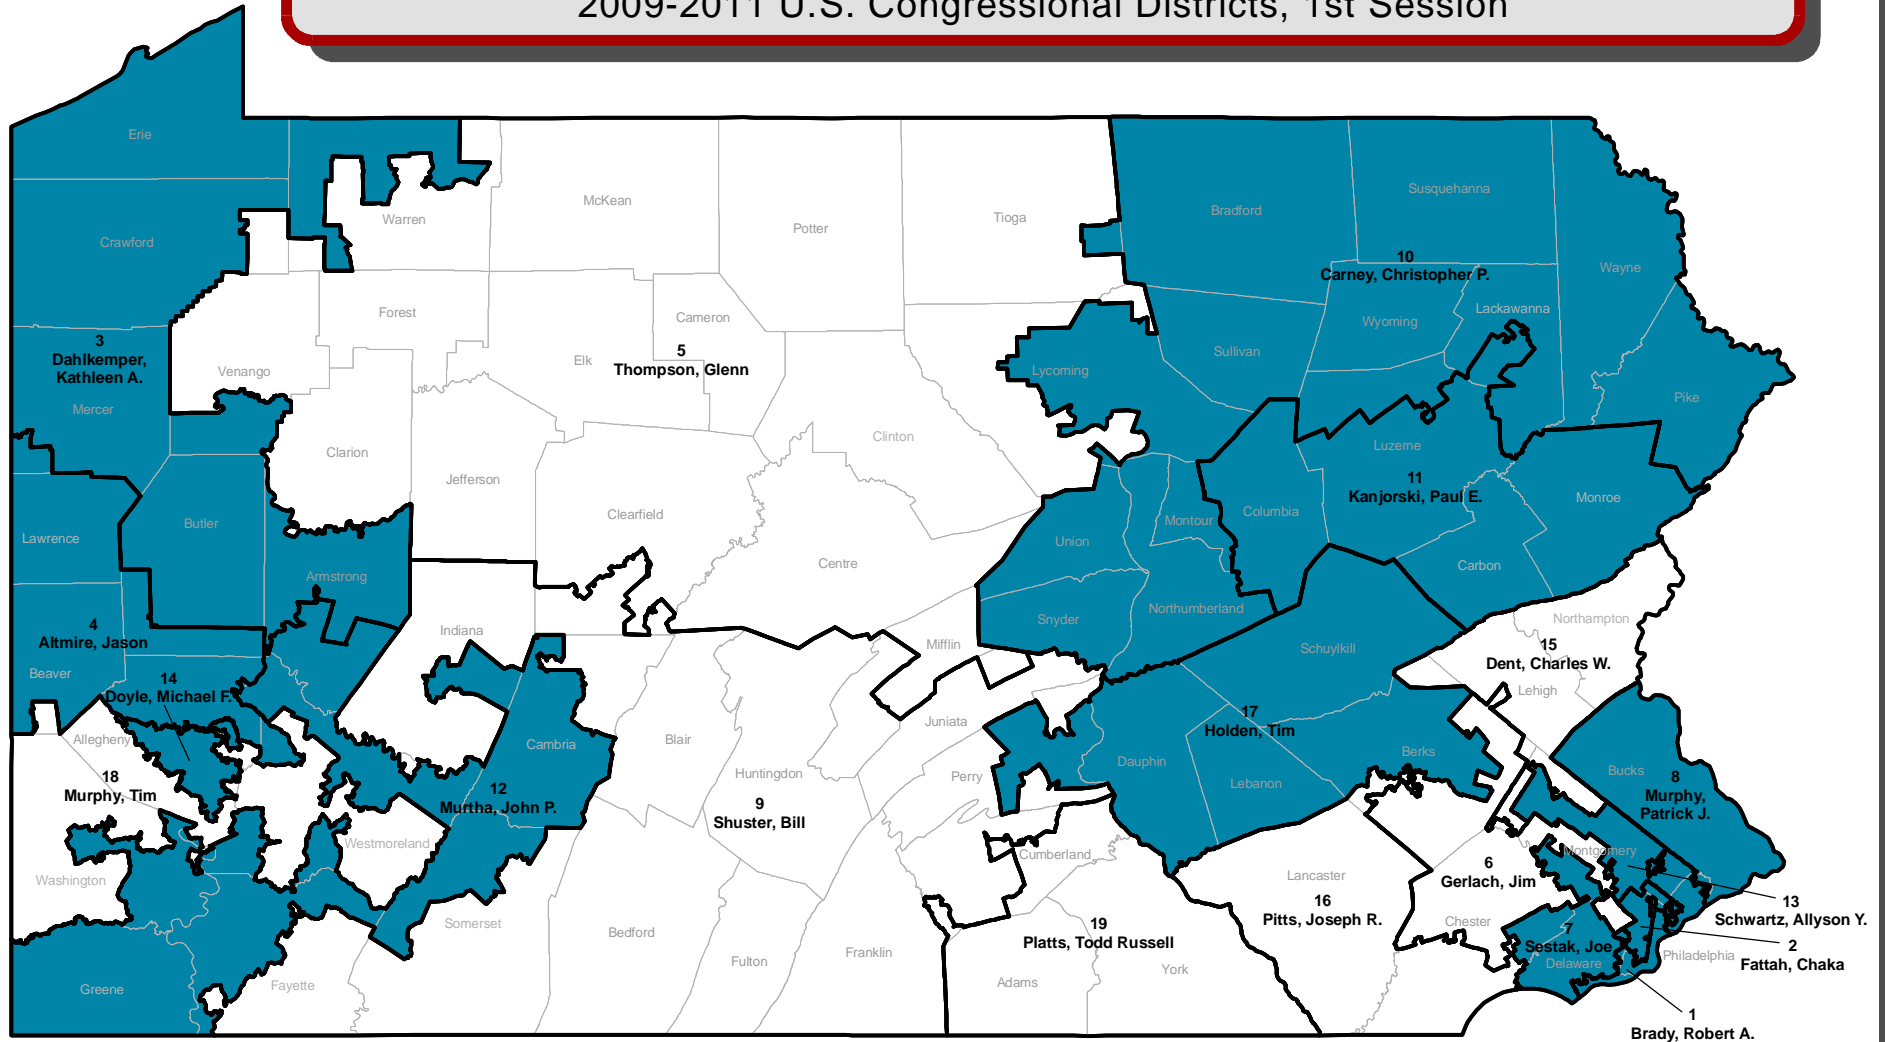 2009-2011 U.S. Congressional Districts, 1st Session
Erie
Crawford
Warren
McKean
Potter
Tioga
Bradford
Susquehanna
Wayne
10
Carney, Christopher P.
Wyoming
Lackawanna
Sullivan
Lycoming
Pike
3
Dahlkemper,
Kathleen A.
Mercer
Venango
Forest
Elk
Cameron
5
Thompson, Glenn
Clinton
Clarion
Jefferson
Clearfield
Centre
Luzerne
11
Kanjorski, Paul E.
Monroe
Columbia
Montour
Union
Carbon
Snyder
Northumberland
Lawrence
Butler
Armstrong
4
Altmire, Jason
Beaver
Indiana
Mifflin
Schuylkill
Northampton
15
Dent, Charles W.
Lehigh
14
Doyle, Michael F.
Allegheny
18
Murphy, Tim
12
Murtha, John P.
Cambria
Blair
Huntingdon
Juniata
Perry
9
Shuster, Bill
17
Holden, Tim
Dauphin
Lebanon
Berks
Bucks
8
Murphy,
Patrick J.
Westmoreland
Washington
Cumberland
Lancaster
16
Pitts, Joseph R.
6
Gerlach, Jim
Chester
Montgomery
13
Schwartz, Allyson Y.
2
Fattah, Chaka
Philadelphia
7
Sestak, Joe
Delaware
1
Brady, Robert A.
19
Platts, Todd Russell
Adams
York
Greene
Fayette
Somerset
Bedford
Fulton
Franklin